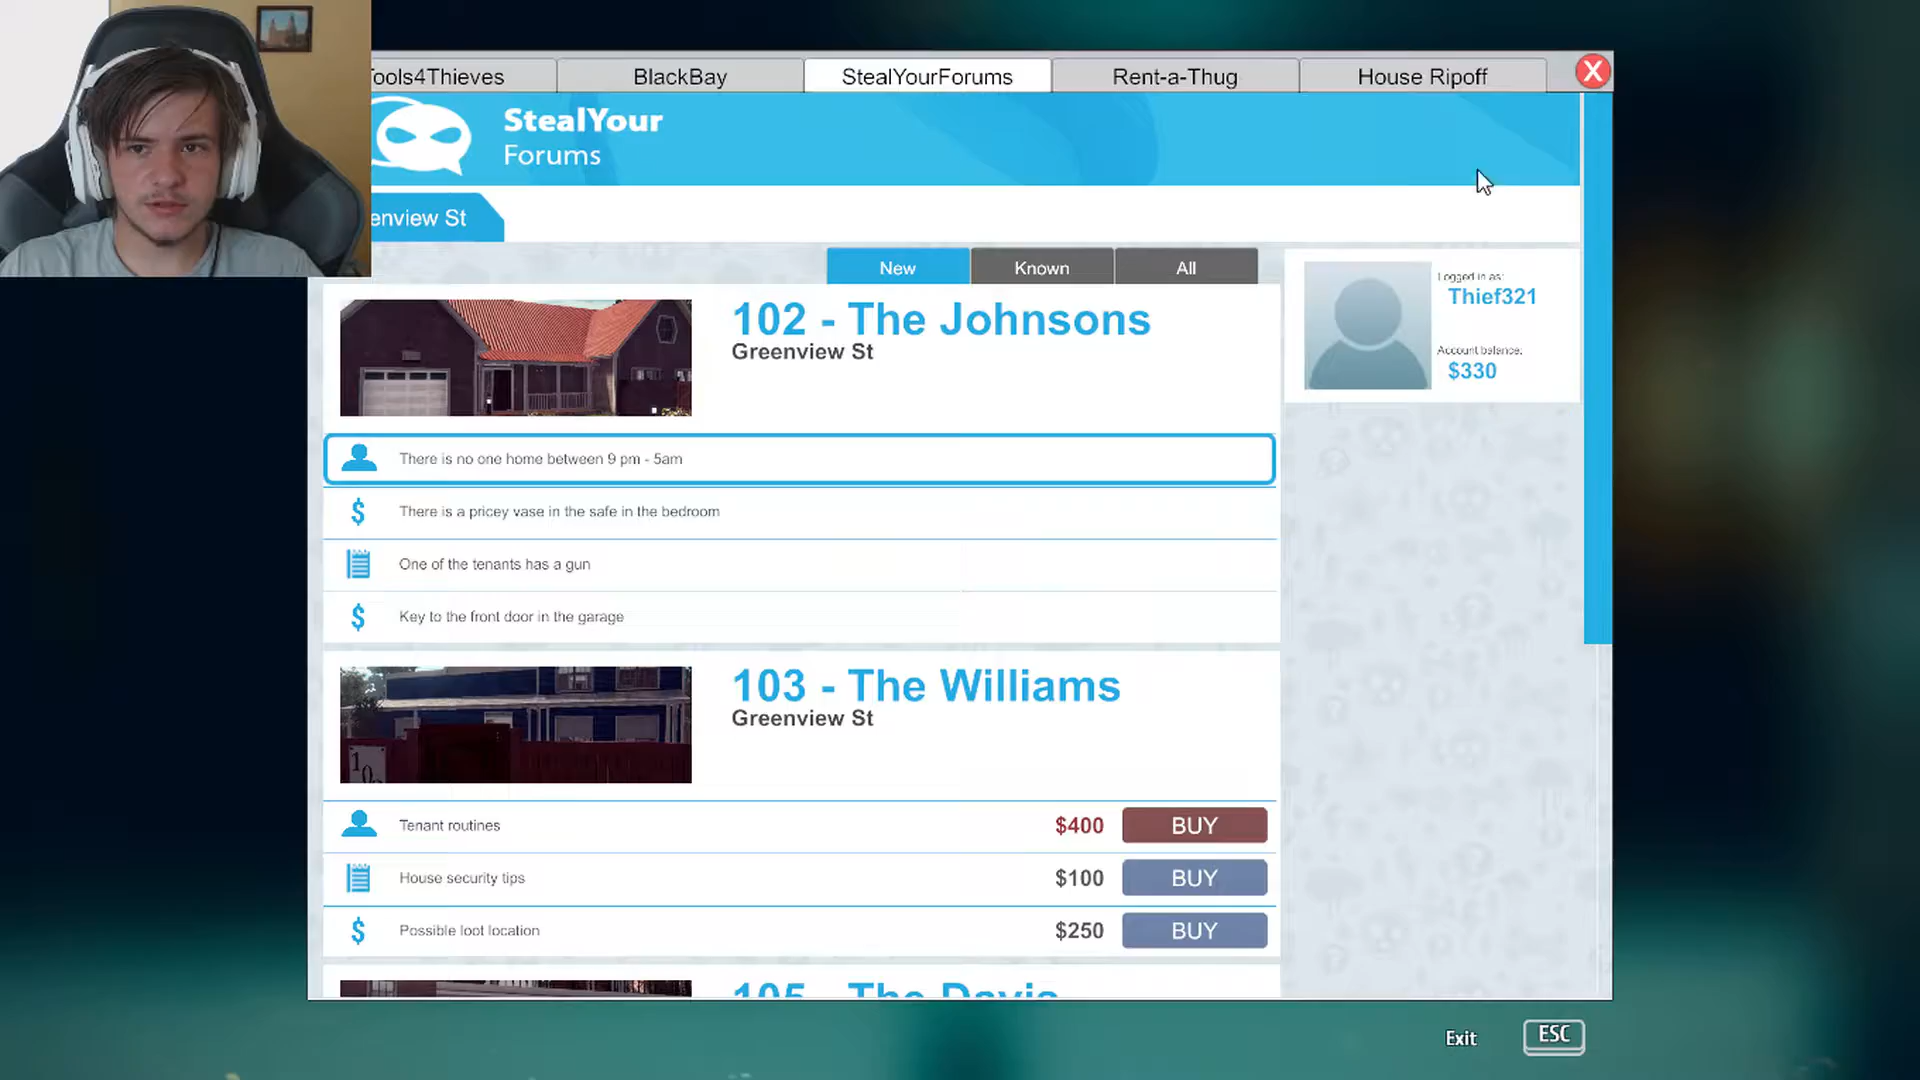 ools4Thieves
BlackBay
StealYourForums
Rent-a-Thug
House Ripoff
X
StealYour
Forums
enview St
New
Known
All
Logged in as:
Thief321
Account balance:
$330
102 - The Johnsons
Greenview St
There is no one home between 9 pm - 5am
$ There is a pricey vase in the safe in the bedroom
One of the tenants has a gun
$ Key to the front door in the garage
103 - The Williams
Greenview St
Tenant routines $400 BUY
House security tips $100 BUY
$ Possible loot location $250 BUY
105 - The Davis
Exit ESC